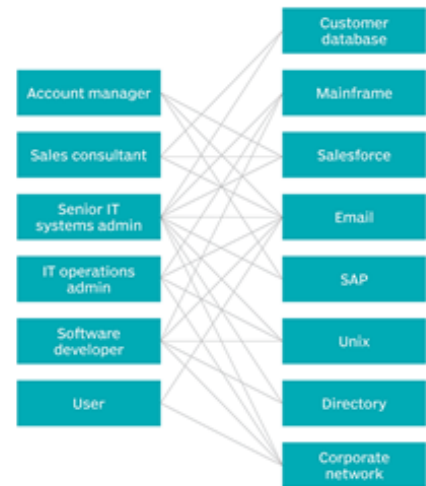 Account manager
Sales consultant
Senior IT
systems admin
IT operations
admin
Software
developer
User
Customer
database
Mainframe
Salesforce
Email
SAP
Unix
Directory
Corporate
network